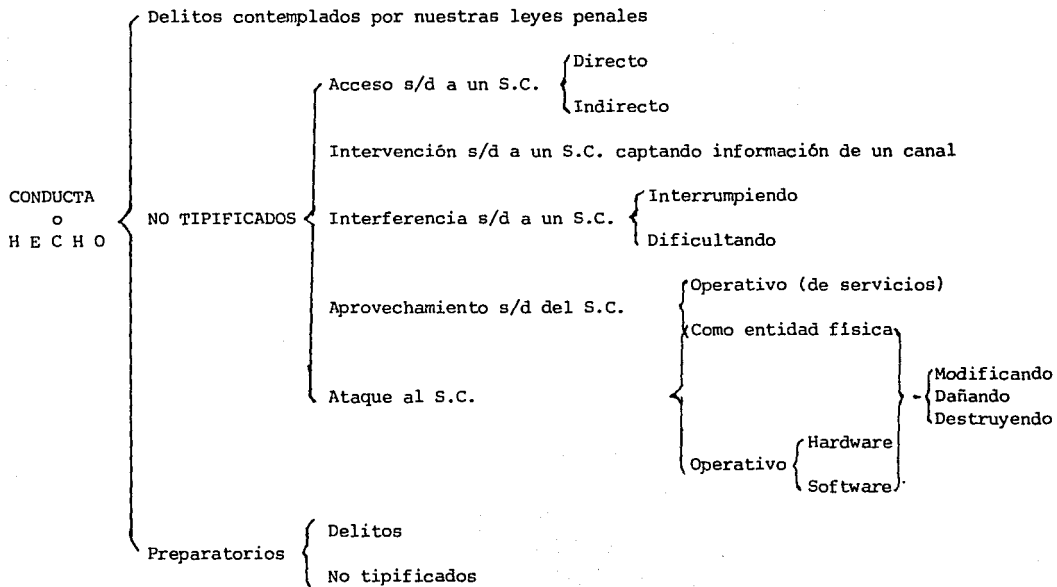 Delitos contemplados por nuestras leyes penales
Directo
Acceso s/d a un S.C.
Indirecto
Intervención s/d a un S.C. captando información de un canal
CONDUCTA
o
H E C H O
NO TIPIFICADOS
Interferencia s/d a un S.C.
Interrumpiendo
Dificultando
Aprovechamiento s/d del S.C.
Operativo (de servicios)
Como entidad física
Ataque al S.C.
Modificando
Dañando
Destruyendo
Operativo
Hardware
Software
Preparatorios
Delitos
No tipificados